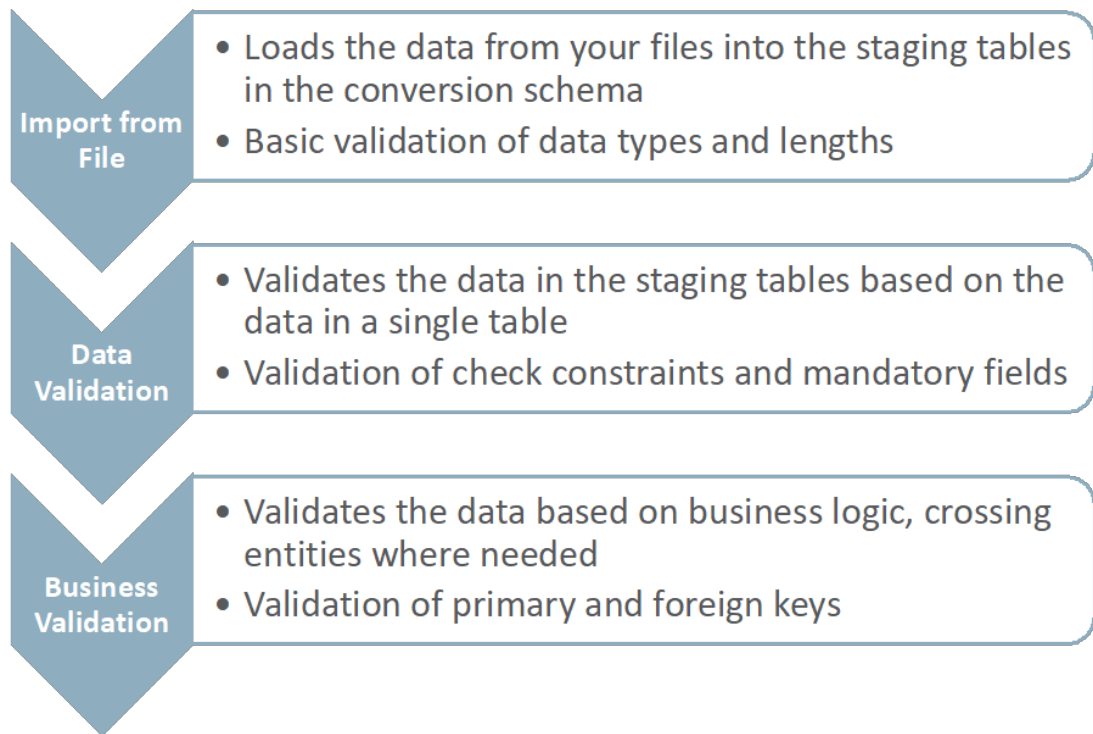 Import from
File
• Loads the data from your files into the staging tables
in the conversion schema
• Basic validation of data types and lengths
Data
Validation
• Validates the data in the staging tables based on the
data in a single table
• Validation of check constraints and mandatory fields
Business
Validation
• Validates the data based on business logic, crossing
entities where needed
• Validation of primary and foreign keys